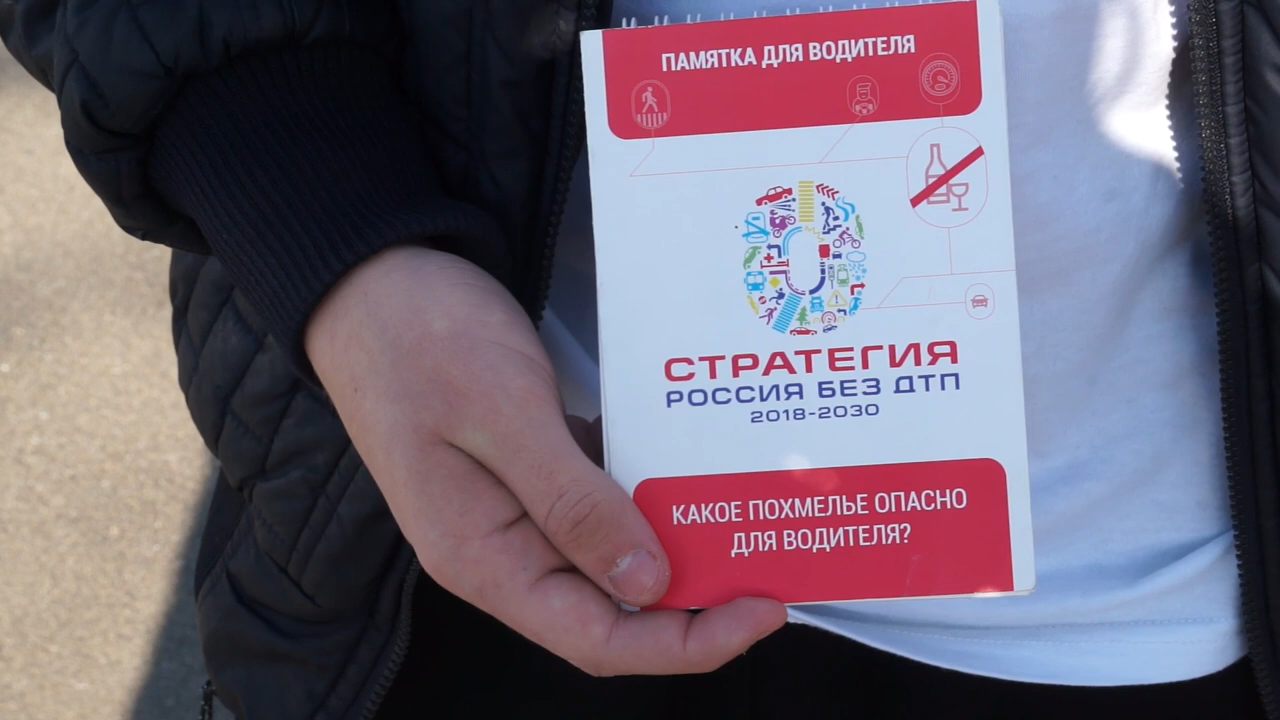 ПАМЯТКА ДЛЯ ВОДИТЕЛЯ
СТРАТЕГИЯ
РОССИЯ БЕЗ ДТП
2018-2030
КАКОЕ ПОХМЕЛЬЕ ОПАСНО
ДЛЯ ВОДИТЕЛЯ?